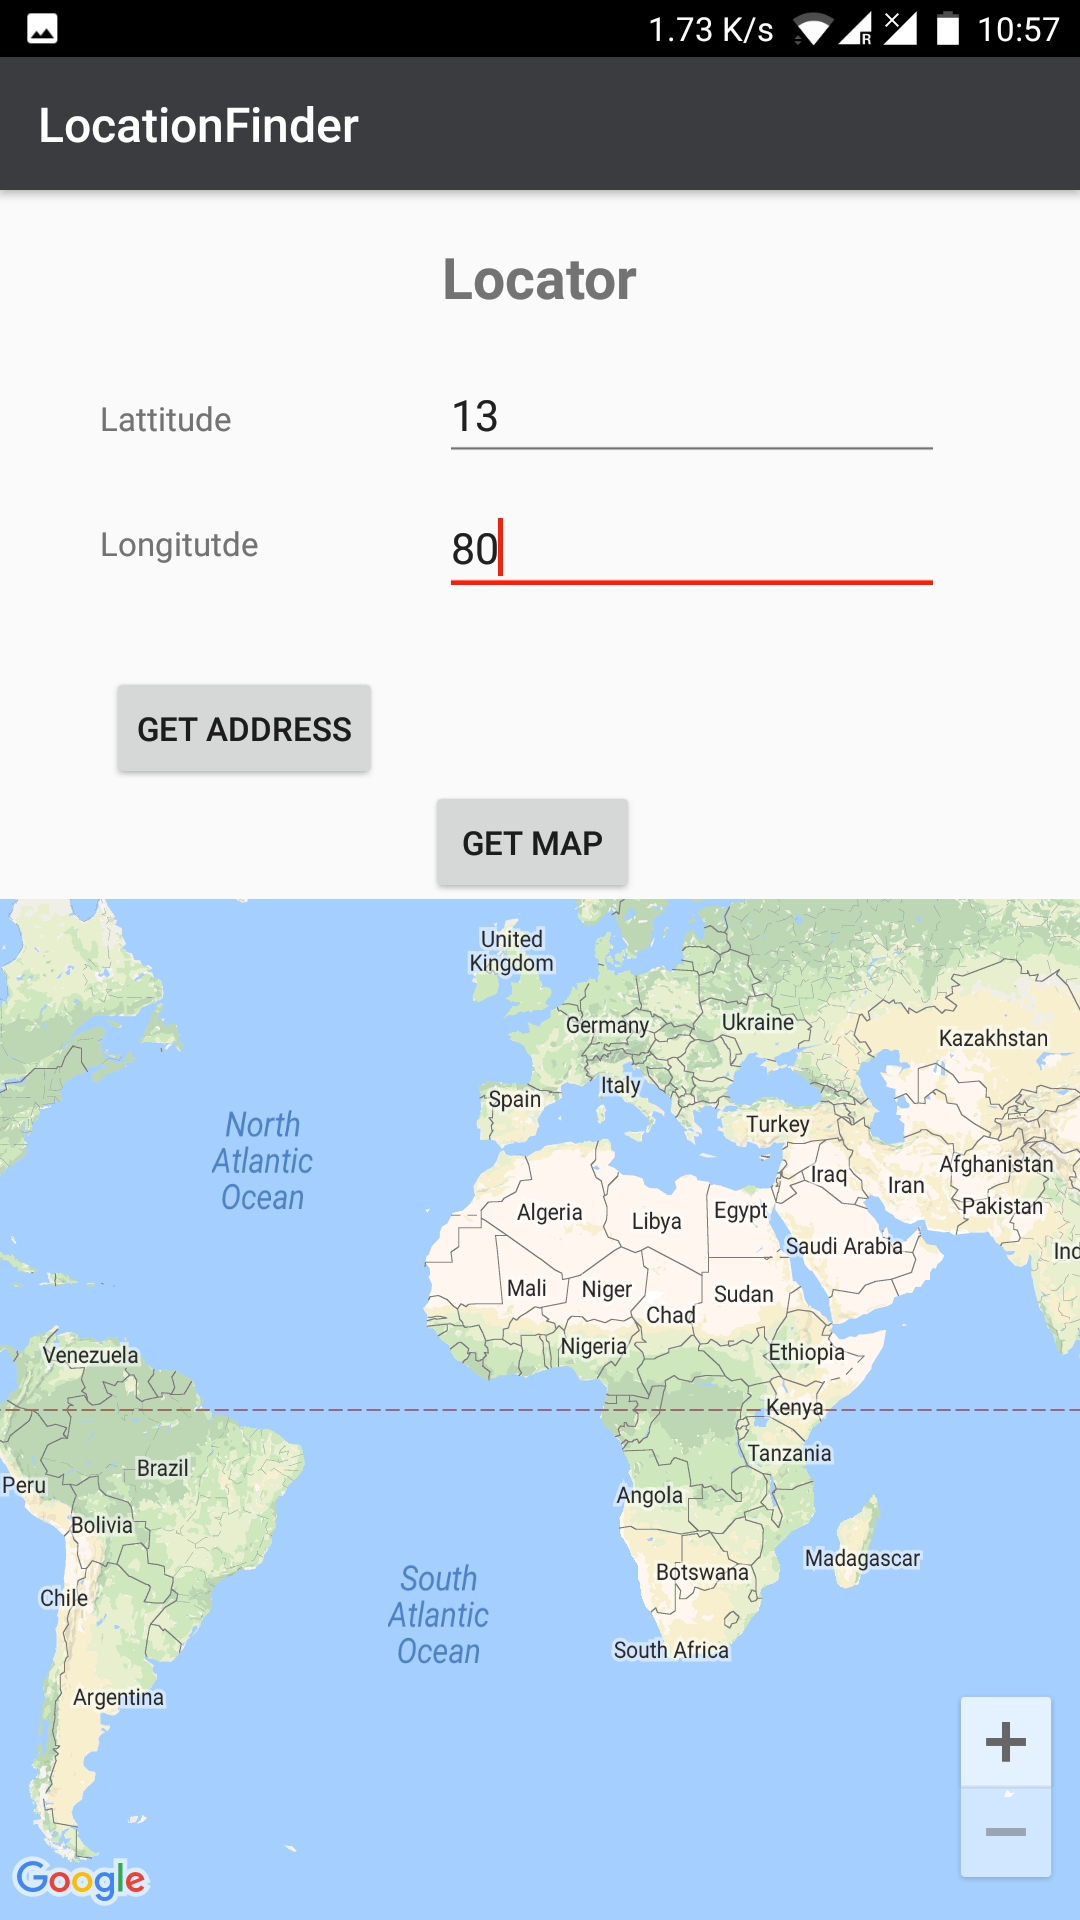 1.73 K/s R 10:57
LocationFinder
Locator
Lattitude 13
Longitutde 80
GET ADDRESS
GET MAP
United
Kingdom
Germany
Ukraine
Kazakhstan
Italy
Spain
Turkey
North
Atlantic
Ocean
Afghanistan
Iraq
Iran
Pakistan
Algeria
Libya
Egypt
Saudi Arabia
Ind
Mali
Niger
Sudan
Chad
Nigeria
Ethiopia
Venezuela
Kenya
Tanzania
Brazil
Peru
Angola
Bolivia
Madagascar
Botswana
Chile
South
Atlantic
Ocean
South Africa
Argentina
Google